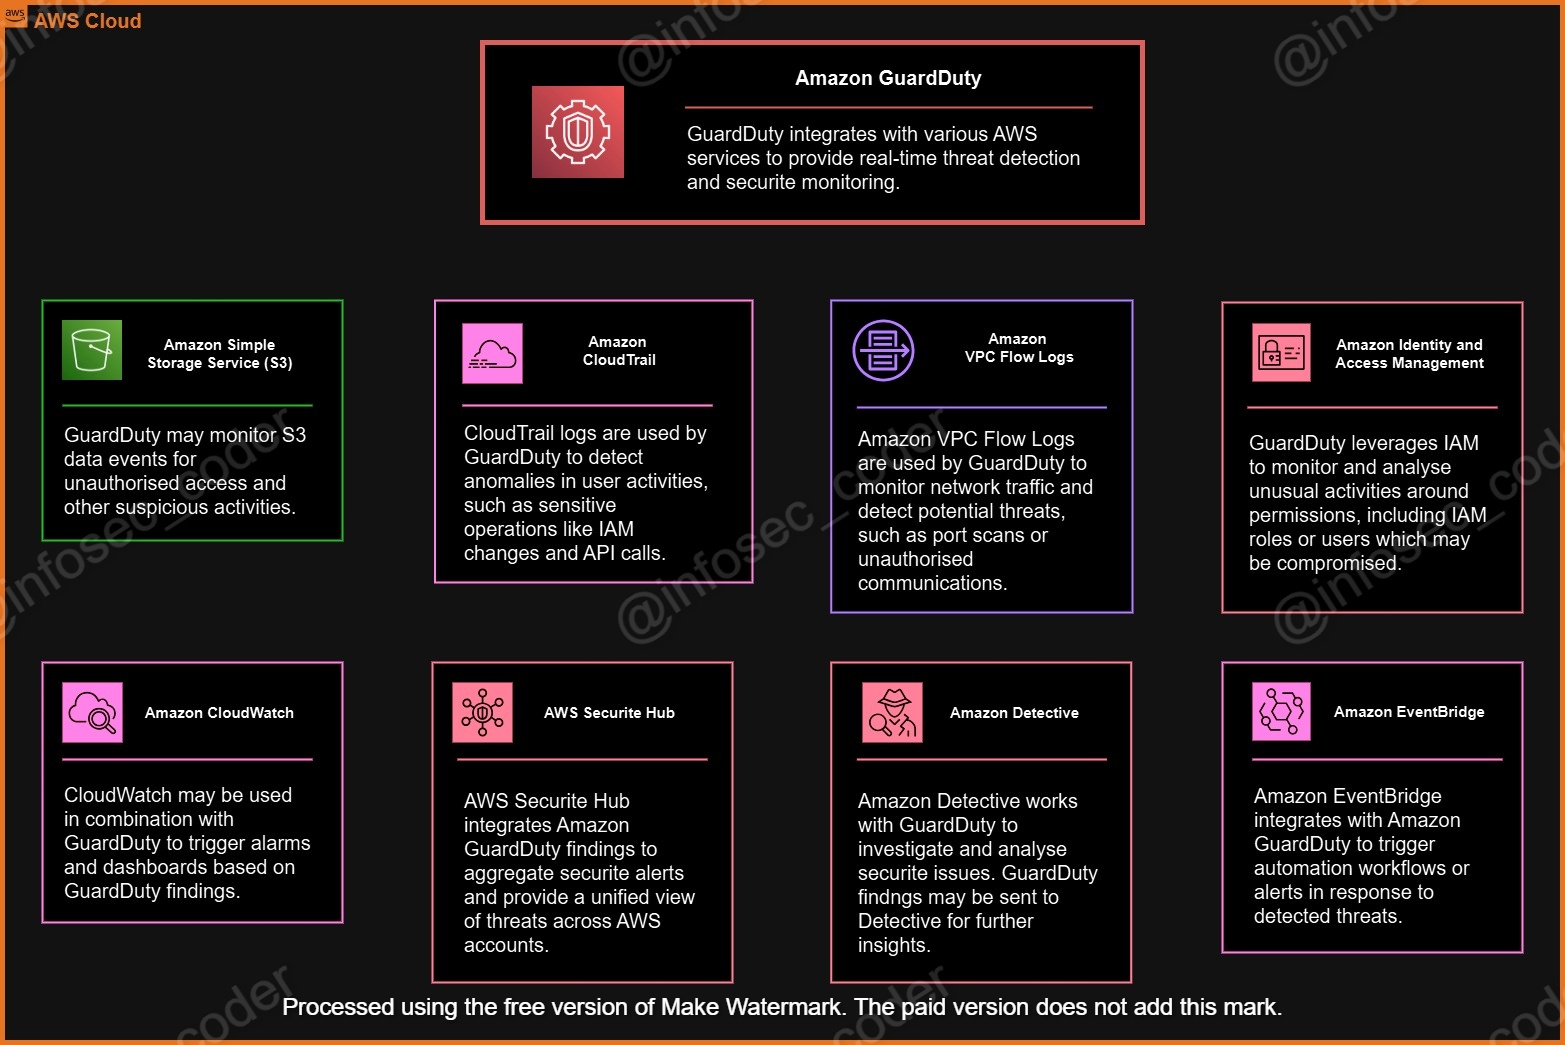 aws
AWS Cloud
Amazon GuardDuty
GuardDuty integrates with various AWS
services to provide real-time threat detection
and securite monitoring.
Amazon Simple
Storage Service (S3)
GuardDuty may monitor S3
data events for
unauthorised access and
other suspicious activities.
Amazon
CloudTrail
CloudTrail logs are used by
GuardDuty to detect
anomalies in user activities,
such as sensitive
operations like IAM
changes and API calls.
Amazon
VPC Flow Logs
Amazon VPC Flow Logs
are used by GuardDuty to
monitor network traffic and
detect potential threats,
such as port scans or
unauthorised
communications.
Amazon Identity and
Access Management
GuardDuty leverages IAM
to monitor and analyse
unusual activities around
permissions, including IAM
roles or users which may
be compromised.
Amazon CloudWatch
CloudWatch may be used
in combination with
GuardDuty to trigger alarms
and dashboards based on
GuardDuty findings.
AWS Securite Hub
AWS Securite Hub
integrates Amazon
GuardDuty findings to
aggregate securite alerts
and provide a unified view
of threats across AWS
accounts.
Amazon Detective
Amazon Detective works
with GuardDuty to
investigate and analyse
securite issues. GuardDuty
findngs may be sent to
Detective for further
insights.
Amazon EventBridge
Amazon EventBridge
integrates with Amazon
GuardDuty to trigger
automation workflows or
alerts in response to
detected threats.
@infosec_coder
Processed using the free version of Make Watermark. The paid version does not add this mark.